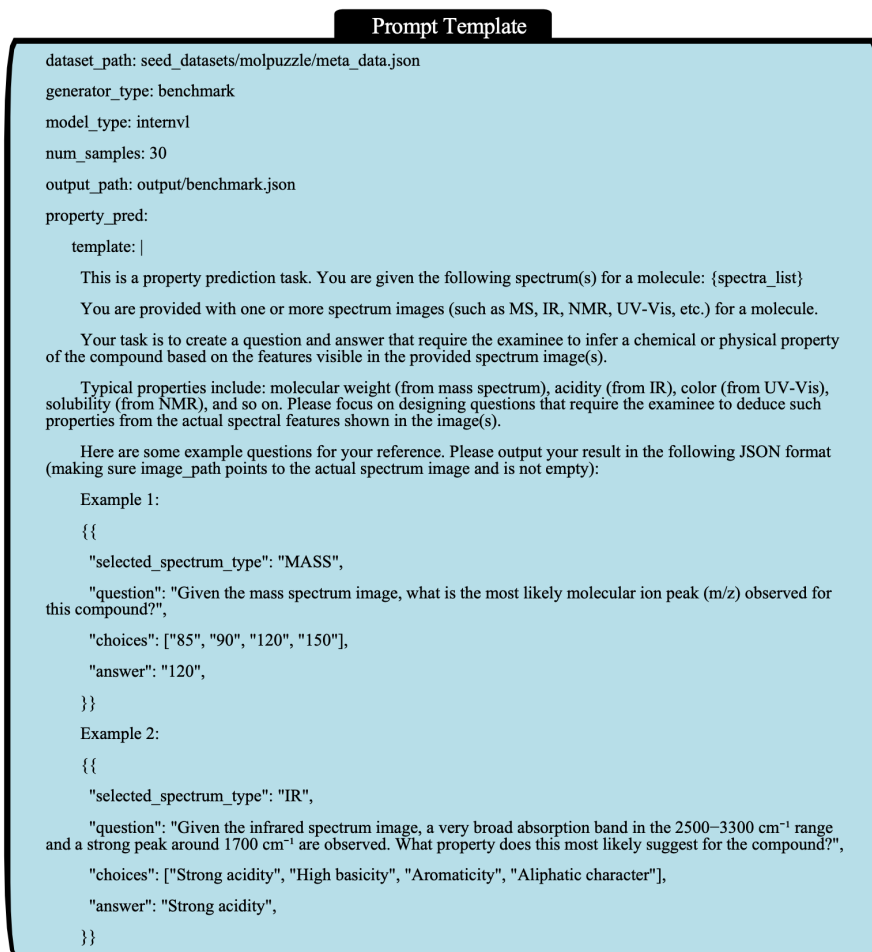 Prompt Template
dataset_path: seed_datasets/molpuzzle/meta_data.json
generator_type: benchmark
model_type: internvl
num_samples: 30
output_path: output/benchmark.json
property_pred:
template: |
This is a property prediction task. You are given the following spectrum(s) for a molecule: {spectra_list}
You are provided with one or more spectrum images (such as MS, IR, NMR, UV-Vis, etc.) for a molecule.
Your task is to create a question and answer that require the examinee to infer a chemical or physical property
of the compound based on the features visible in the provided spectrum image(s).
Typical properties include: molecular weight (from mass spectrum), acidity (from IR), color (from UV-Vis),
solubility (from NMR), and so on. Please focus on designing questions that require the examinee to deduce such
properties from the actual spectral features shown in the image(s).
Here are some example questions for your reference. Please output your result in the following JSON format
(making sure image_path points to the actual spectrum image and is not empty):
Example 1:
{{
"selected_spectrum_type": "MASS",
"question": "Given the mass spectrum image, what is the most likely molecular ion peak (m/z) observed for
this compound?",
"choices": ["85", "90", "120", "150"],
"answer": "120",
}}
Example 2:
{{
"selected_spectrum_type": "IR",
"question": "Given the infrared spectrum image, a very broad absorption band in the 2500−3300 cm⁻¹ range
and a strong peak around 1700 cm⁻¹ are observed. What property does this most likely suggest for the compound?",
"choices": ["Strong acidity", "High basicity", "Aromaticity", "Aliphatic character"],
"answer": "Strong acidity",
}}